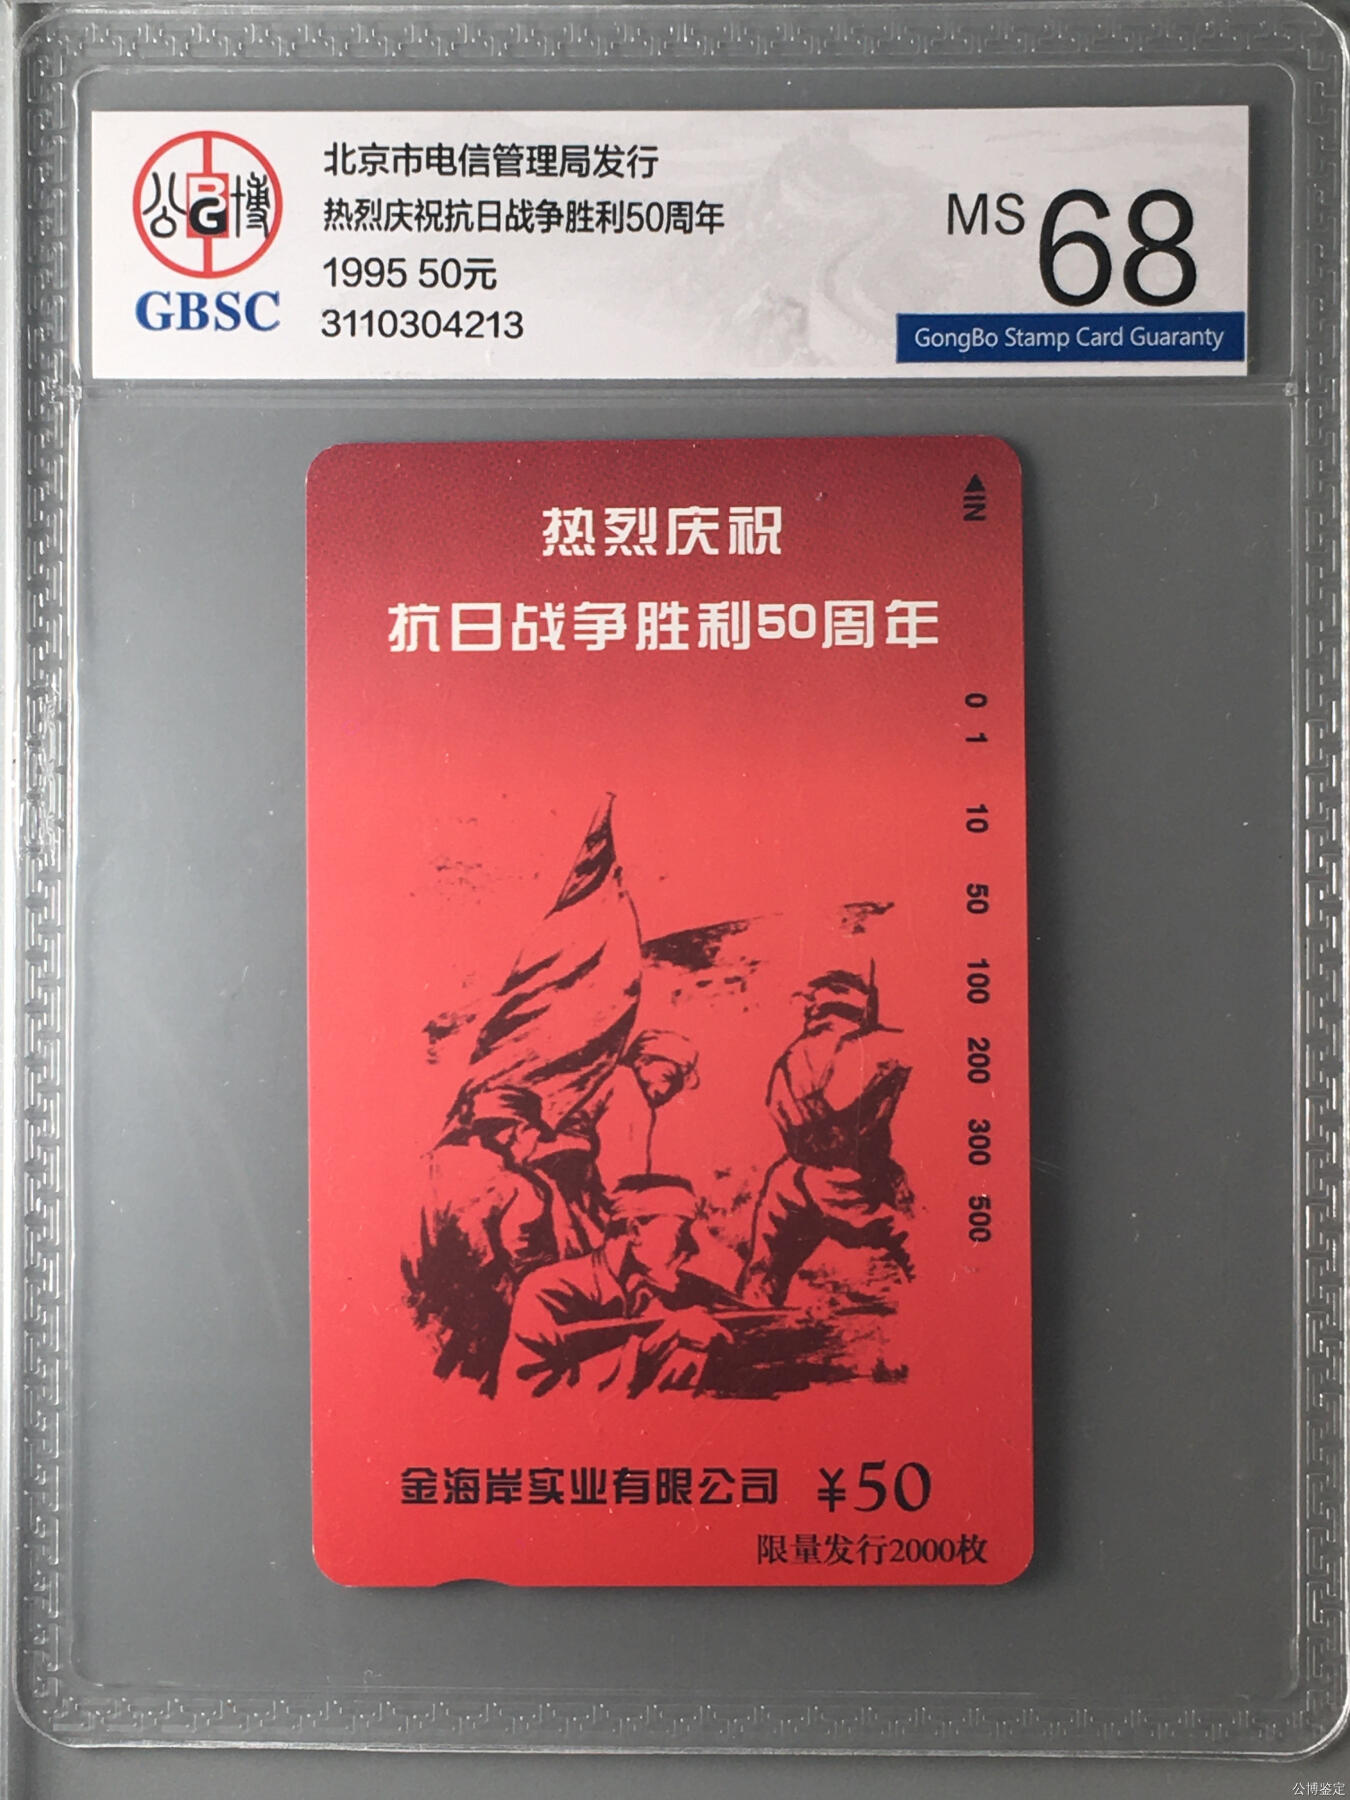 公博
PG
GBSC
北京市电信管理局发行
热烈庆祝抗日战争胜利50周年
1995 50元
3110304213
MS 68
GongBo Stamp Card Guaranty
IN
热烈庆祝
抗日战争胜利50周年
0 1 10 50 100 200 300 500
金海岸实业有限公司 ¥50
限量发行2000枚
公博鉴定